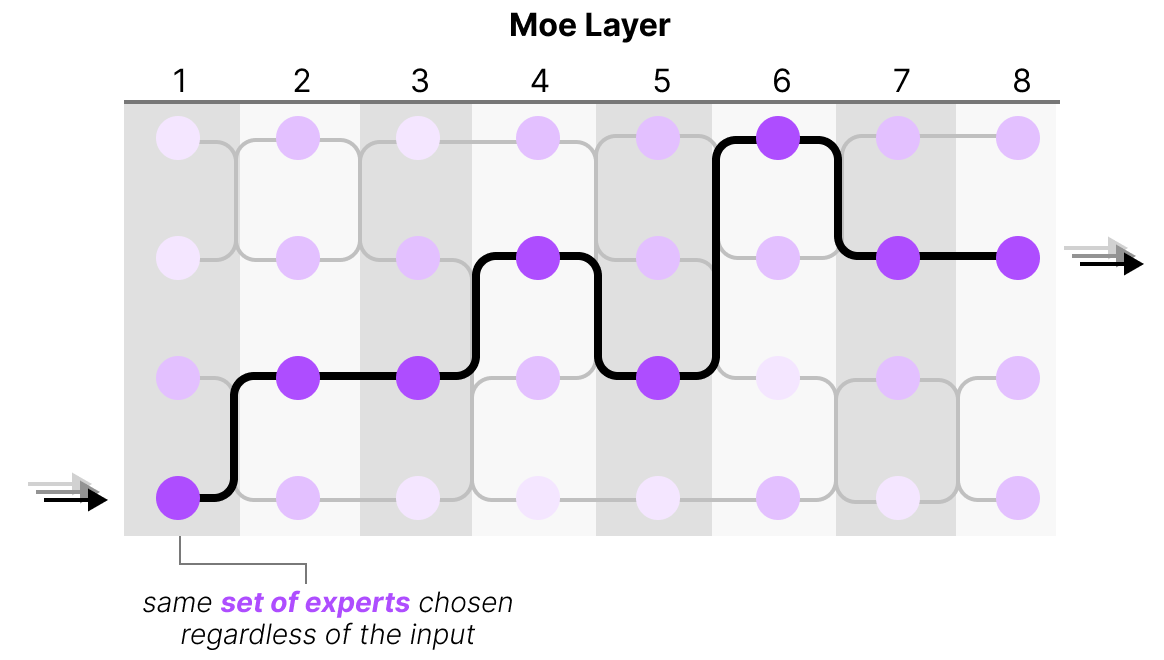 Moe Layer
1 2 3 4 5 6 7 8
same set of experts chosen
regardless of the input